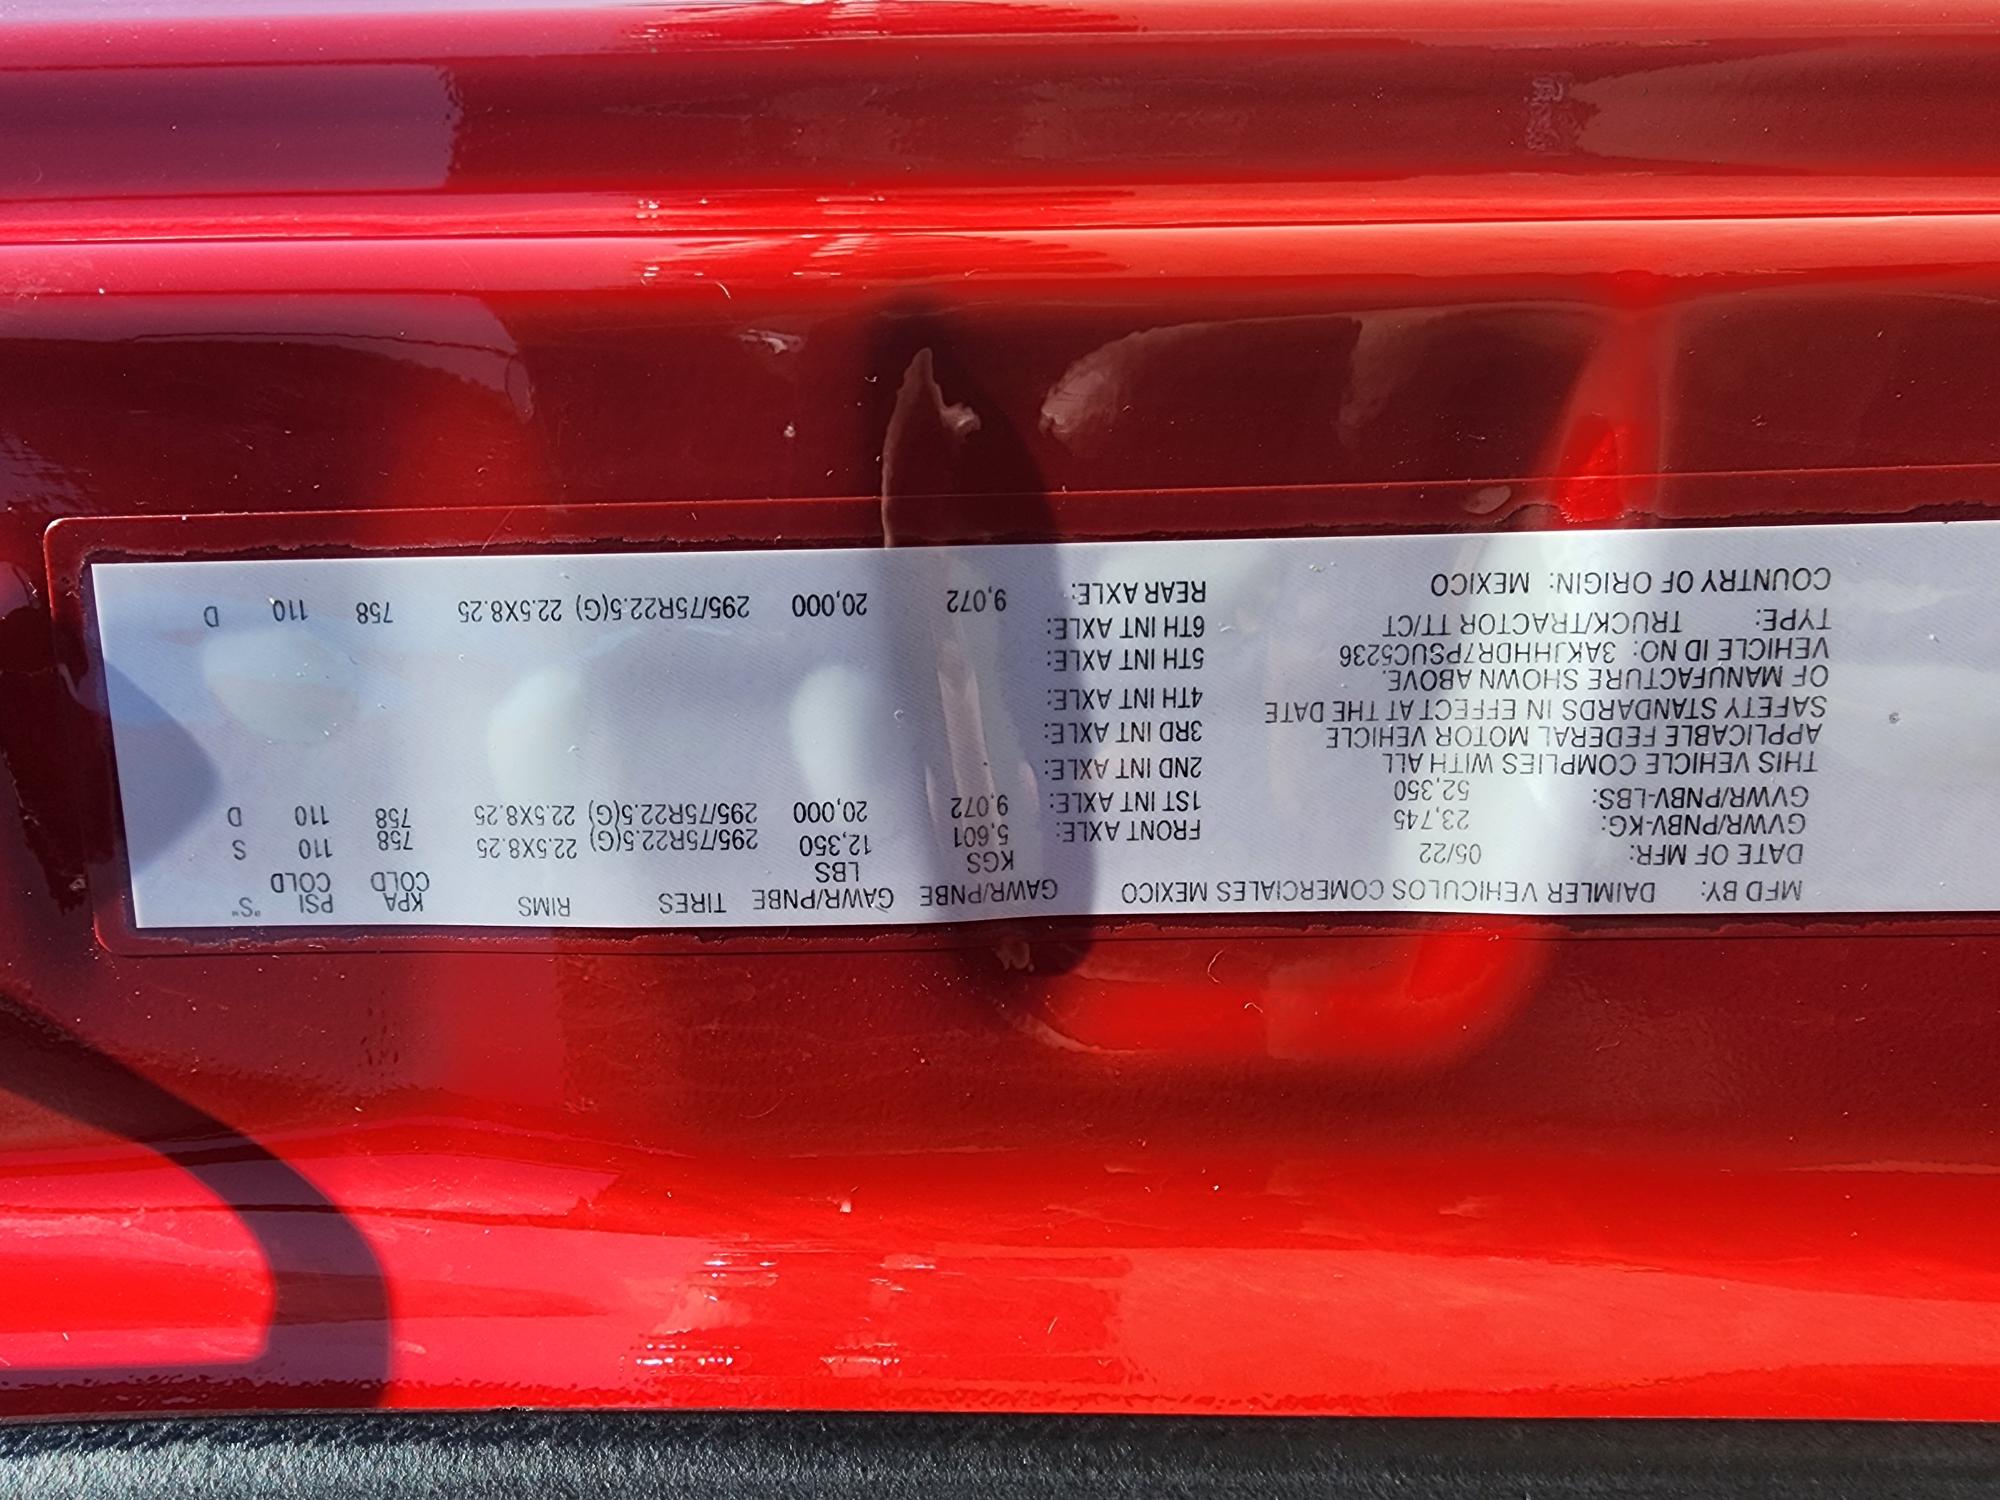 MFD BY: DAIMLER VEHICULOS COMERCIALES MEXICO
DATE OF MFR: 05/22
GVWR/PNBV-KG: 23,745
GVWR/PNBV-LBS: 52,350
THIS VEHICLE COMPLIES WITH ALL
APPLICABLE FEDERAL MOTOR VEHICLE
SAFETY STANDARDS IN EFFECT AT THE DATE
OF MANUFACTURE SHOWN ABOVE.
VEHICLE ID NO: 3AKJHHDR7PSUC5236
TYPE: TRUCK/TRACTOR TT/CT
COUNTRY OF ORIGIN: MEXICO
GAWR/PNBE GAWR/PNBE TIRES RIMS KPA PSI "S"
KGS LBS COLD COLD
FRONT AXLE: 5,601 12,350 295/75R22.5(G) 22.5X8.25 758 110 S
1ST INT AXLE: 9,072 20,000 295/75R22.5(G) 22.5X8.25 758 110 D
2ND INT AXLE:
3RD INT AXLE:
4TH INT AXLE:
5TH INT AXLE:
6TH INT AXLE:
REAR AXLE: 9,072 20,000 295/75R22.5(G) 22.5X8.25 758 110 D